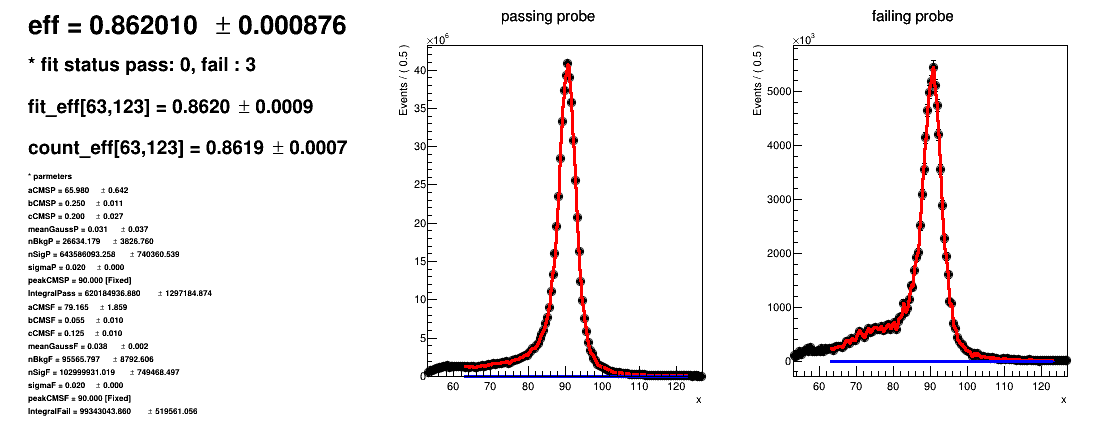 eff = 0.862010 ± 0.000876
* fit status pass: 0, fail : 3
fit_eff[63,123] = 0.8620 ± 0.0009
count_eff[63,123] = 0.8619 ± 0.0007
* parmeters
aCMSP = 65.980 ± 0.642
bCMSP = 0.250 ± 0.011
cCMSP = 0.200 ± 0.027
meanGaussP = 0.031 ± 0.037
nBkgP = 26634.179 ± 3826.760
nSigP = 643586093.258 ± 740360.539
sigmaP = 0.020 ± 0.000
peakCMSP = 90.000 [Fixed]
IntegralPass = 620184936.880 ± 1297184.874
aCMSF = 79.165 ± 1.859
bCMSF = 0.055 ± 0.010
cCMSF = 0.125 ± 0.010
meanGaussF = 0.038 ± 0.002
nBkgF = 95565.797 ± 8792.606
nSigF = 102999931.019 ± 749468.497
sigmaF = 0.020 ± 0.000
peakCMSF = 90.000 [Fixed]
IntegralFail = 99343043.860 ± 519561.056
passing probe
×10⁶
Events / ( 0.5 )
40
35
30
25
20
15
10
5
0
60 70 80 90 100 110 120
x
failing probe
×10³
Events / ( 0.5 )
5000
4000
3000
2000
1000
0
60 70 80 90 100 110 120
x